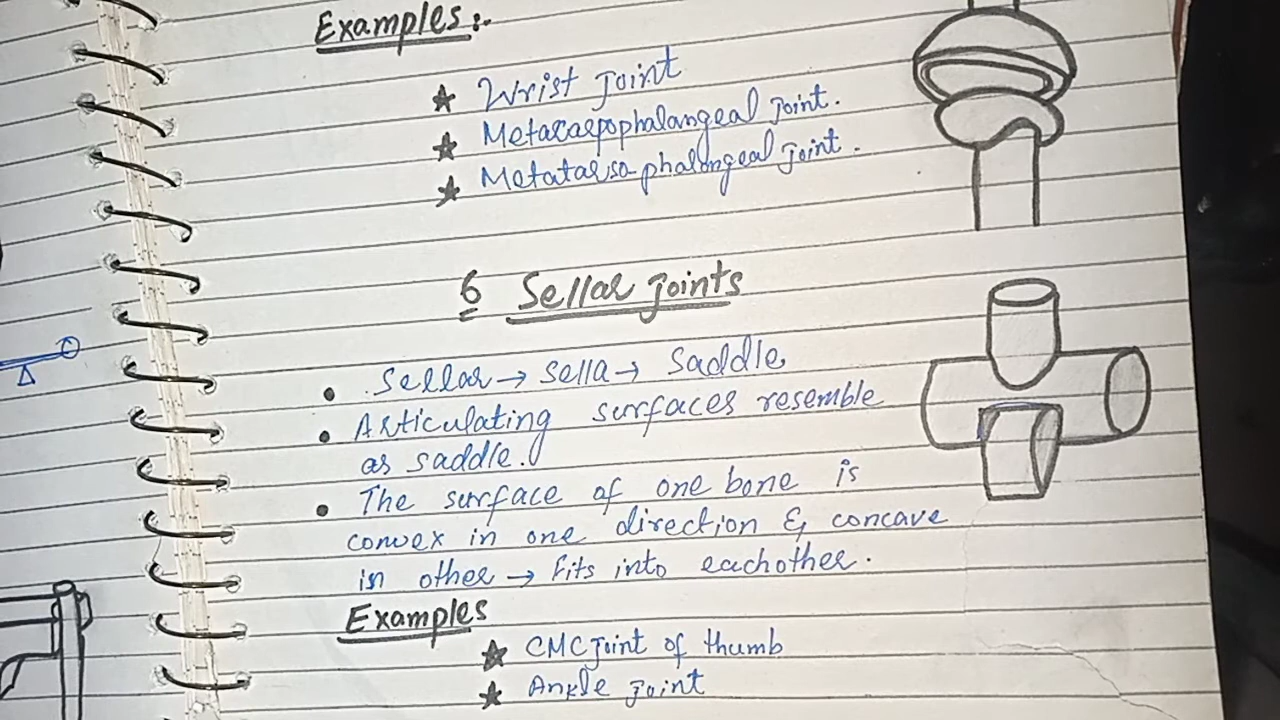 Examples:-
★ Wrist joint
★ Metacarpophalangeal joint.
★ Metatarsophalangeal joint.
6 Sellar joints
• Sellar → sella → Saddle.
• Articulating surfaces resemble
as saddle.
• The surface of one bone is
convex in one direction & concave
in other → fits into eachother.
Examples
★ CMC joint of thumb
★ Ankle joint